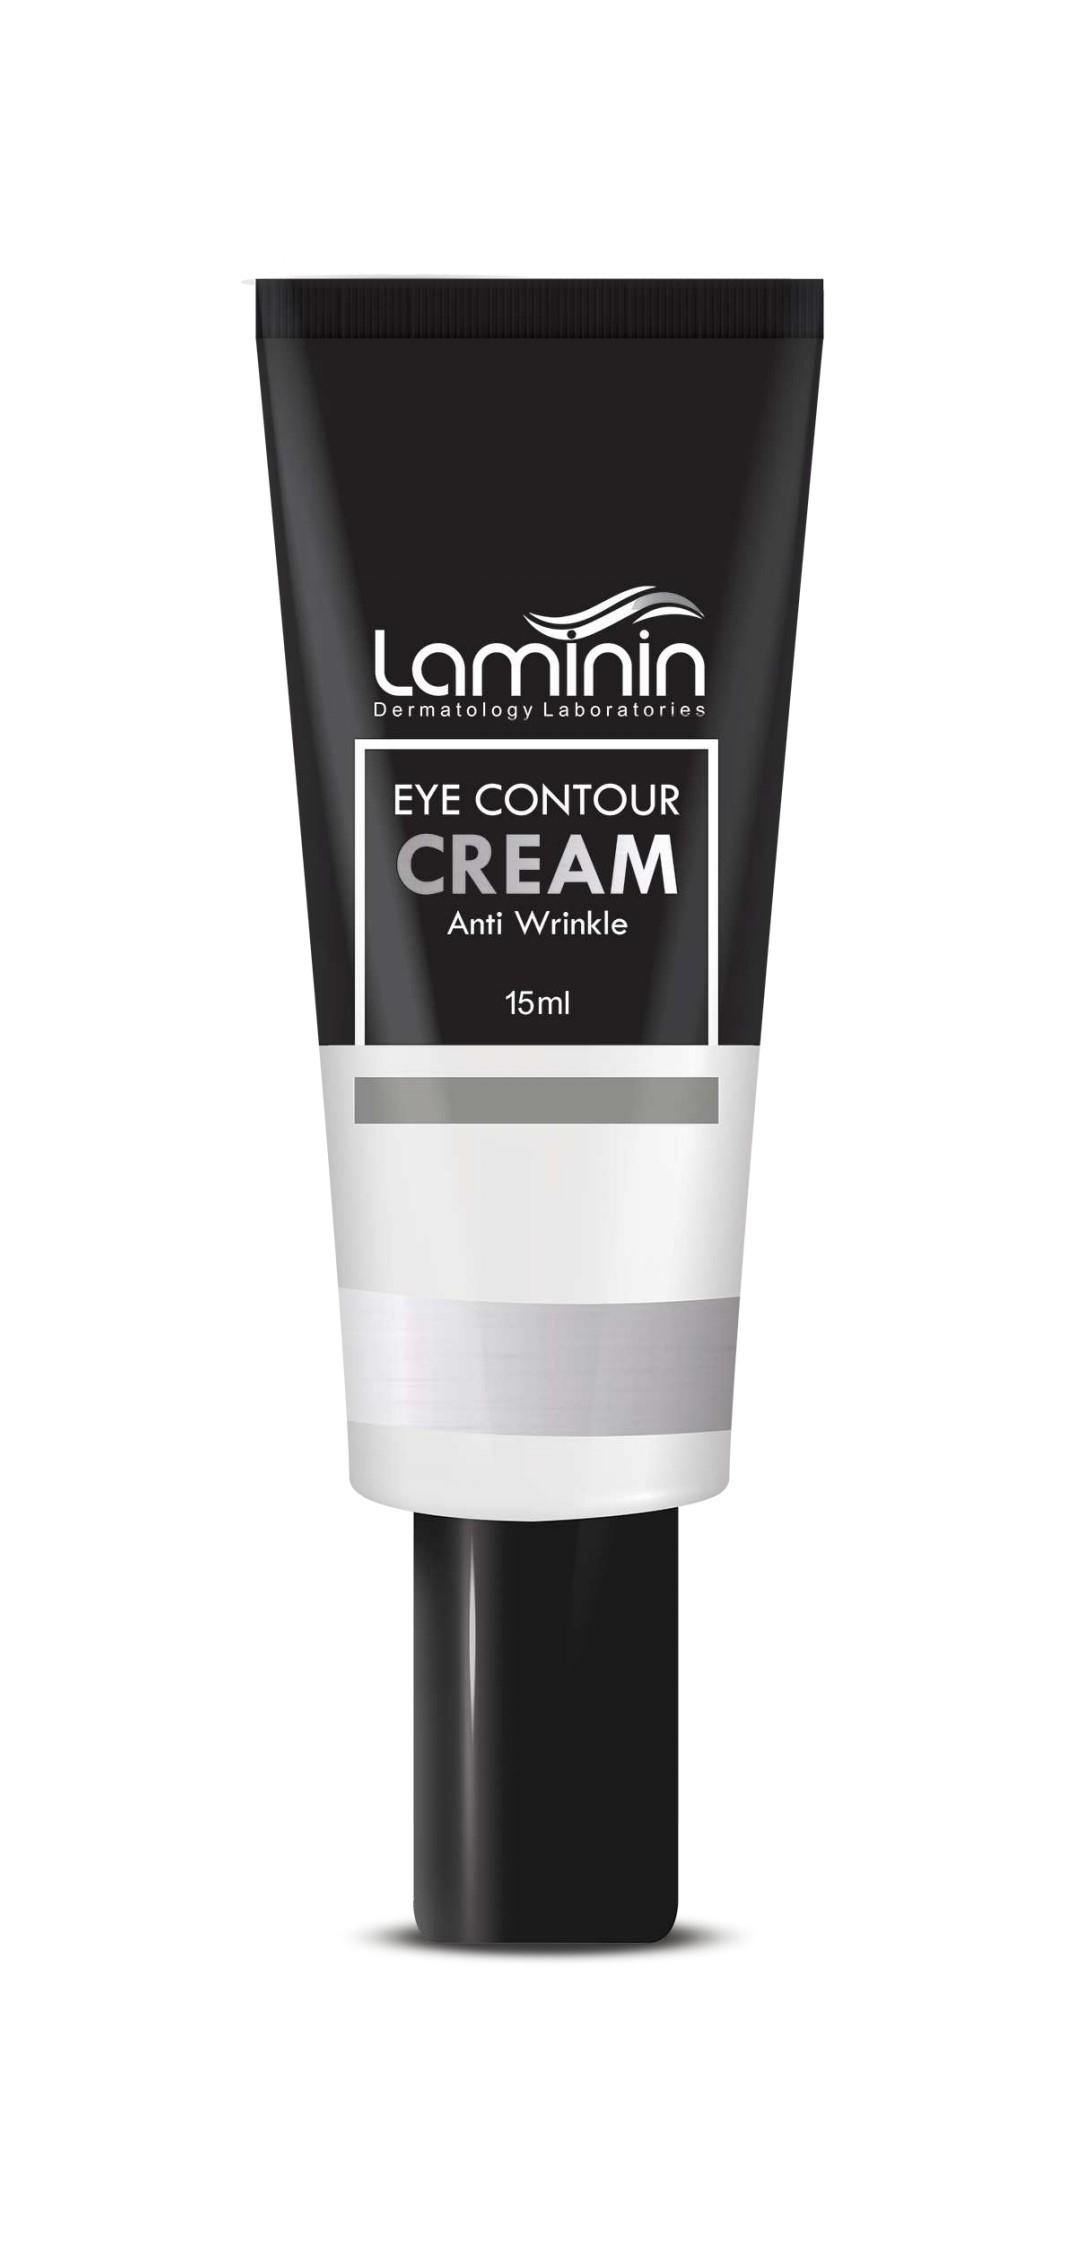 Laminin
Dermatology Laboratories
EYE CONTOUR
CREAM
Anti Wrinkle
15ml